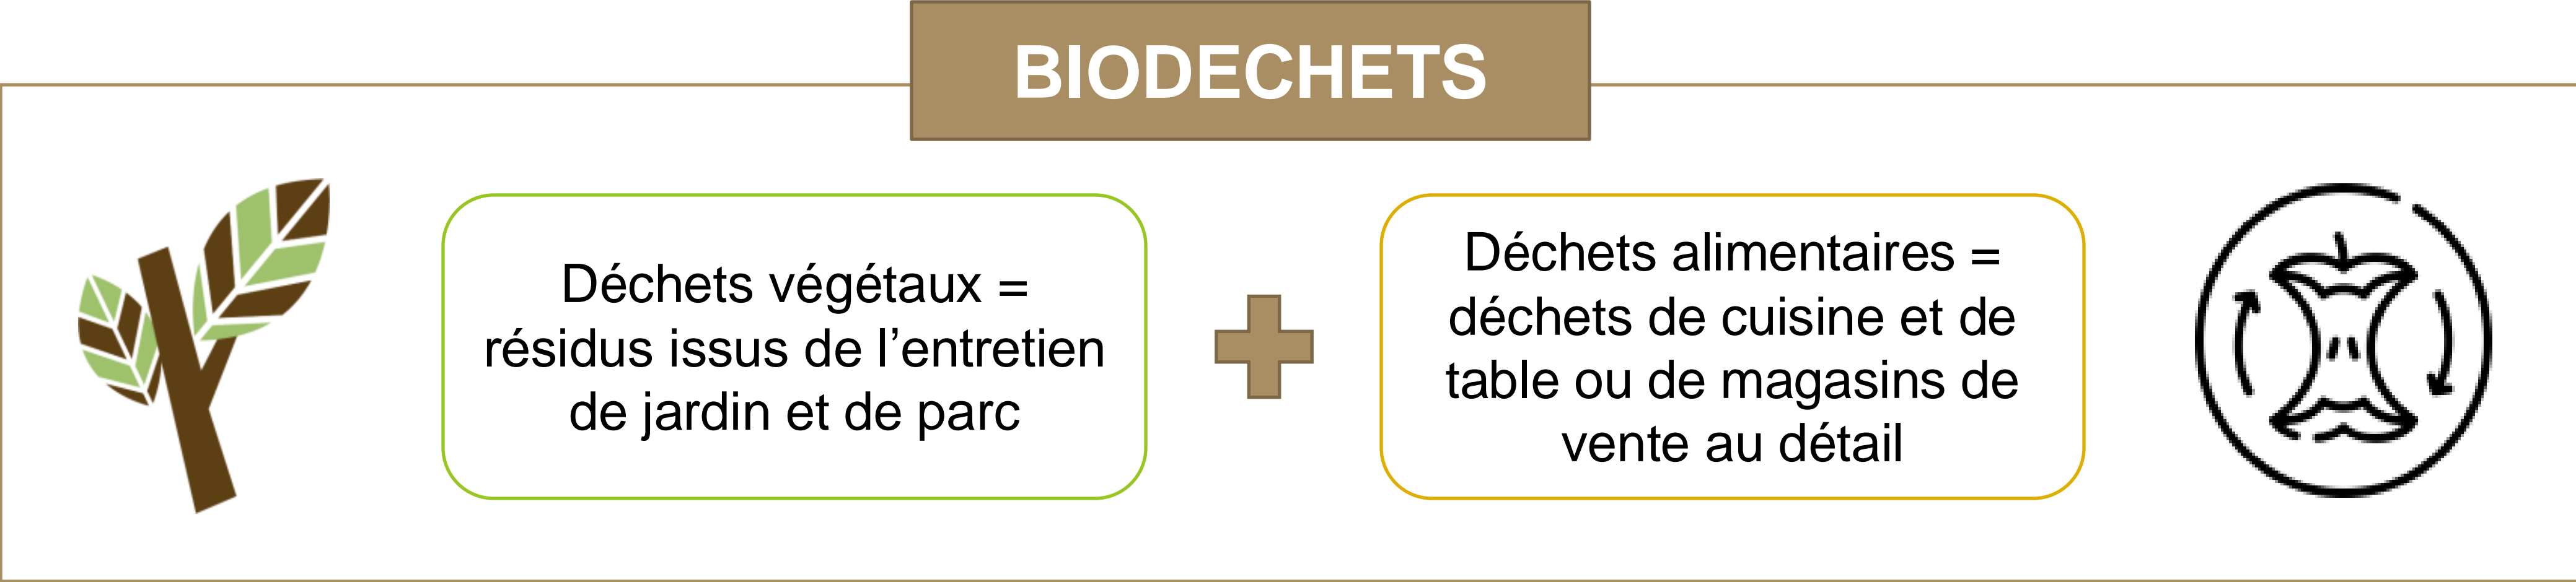 BIODECHETS
Déchets végétaux =
résidus issus de l’entretien
de jardin et de parc
Déchets alimentaires =
déchets de cuisine et de
table ou de magasins de
vente au détail